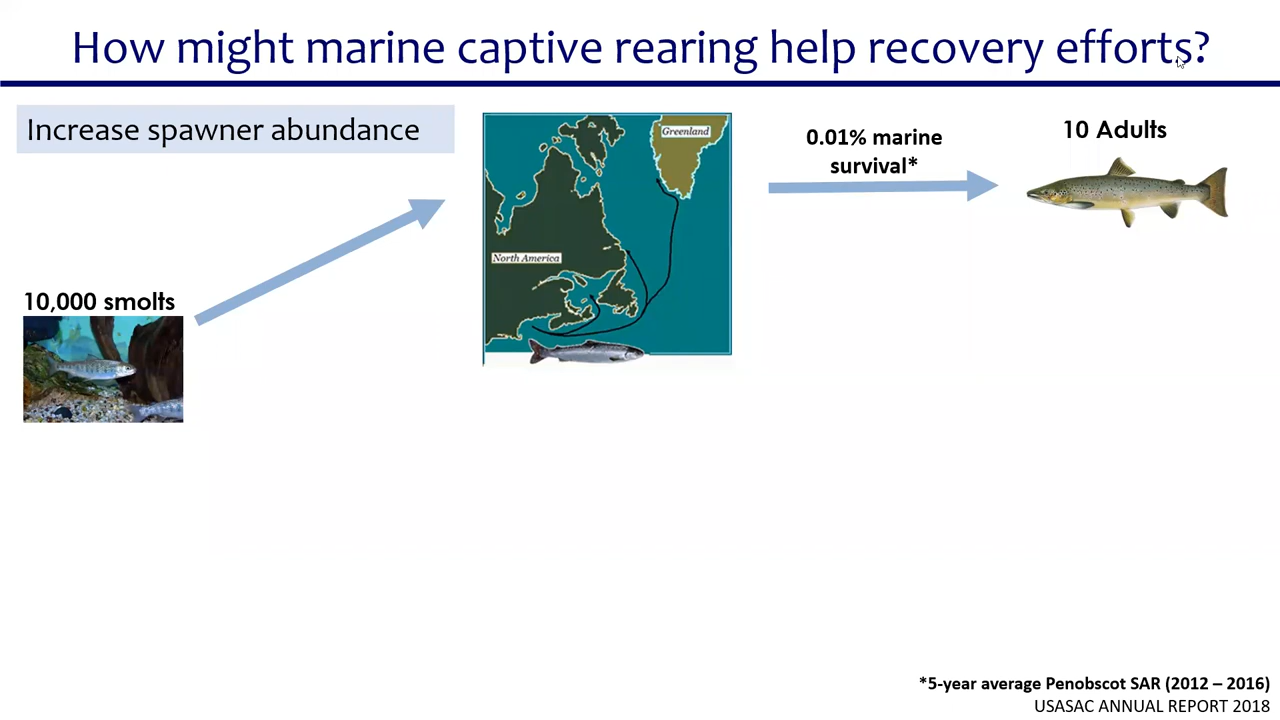 How might marine captive rearing help recovery efforts?
Increase spawner abundance
10,000 smolts
Greenland
North America
0.01% marine
survival*
10 Adults
*5-year average Penobscot SAR (2012 – 2016)
USASAC ANNUAL REPORT 2018